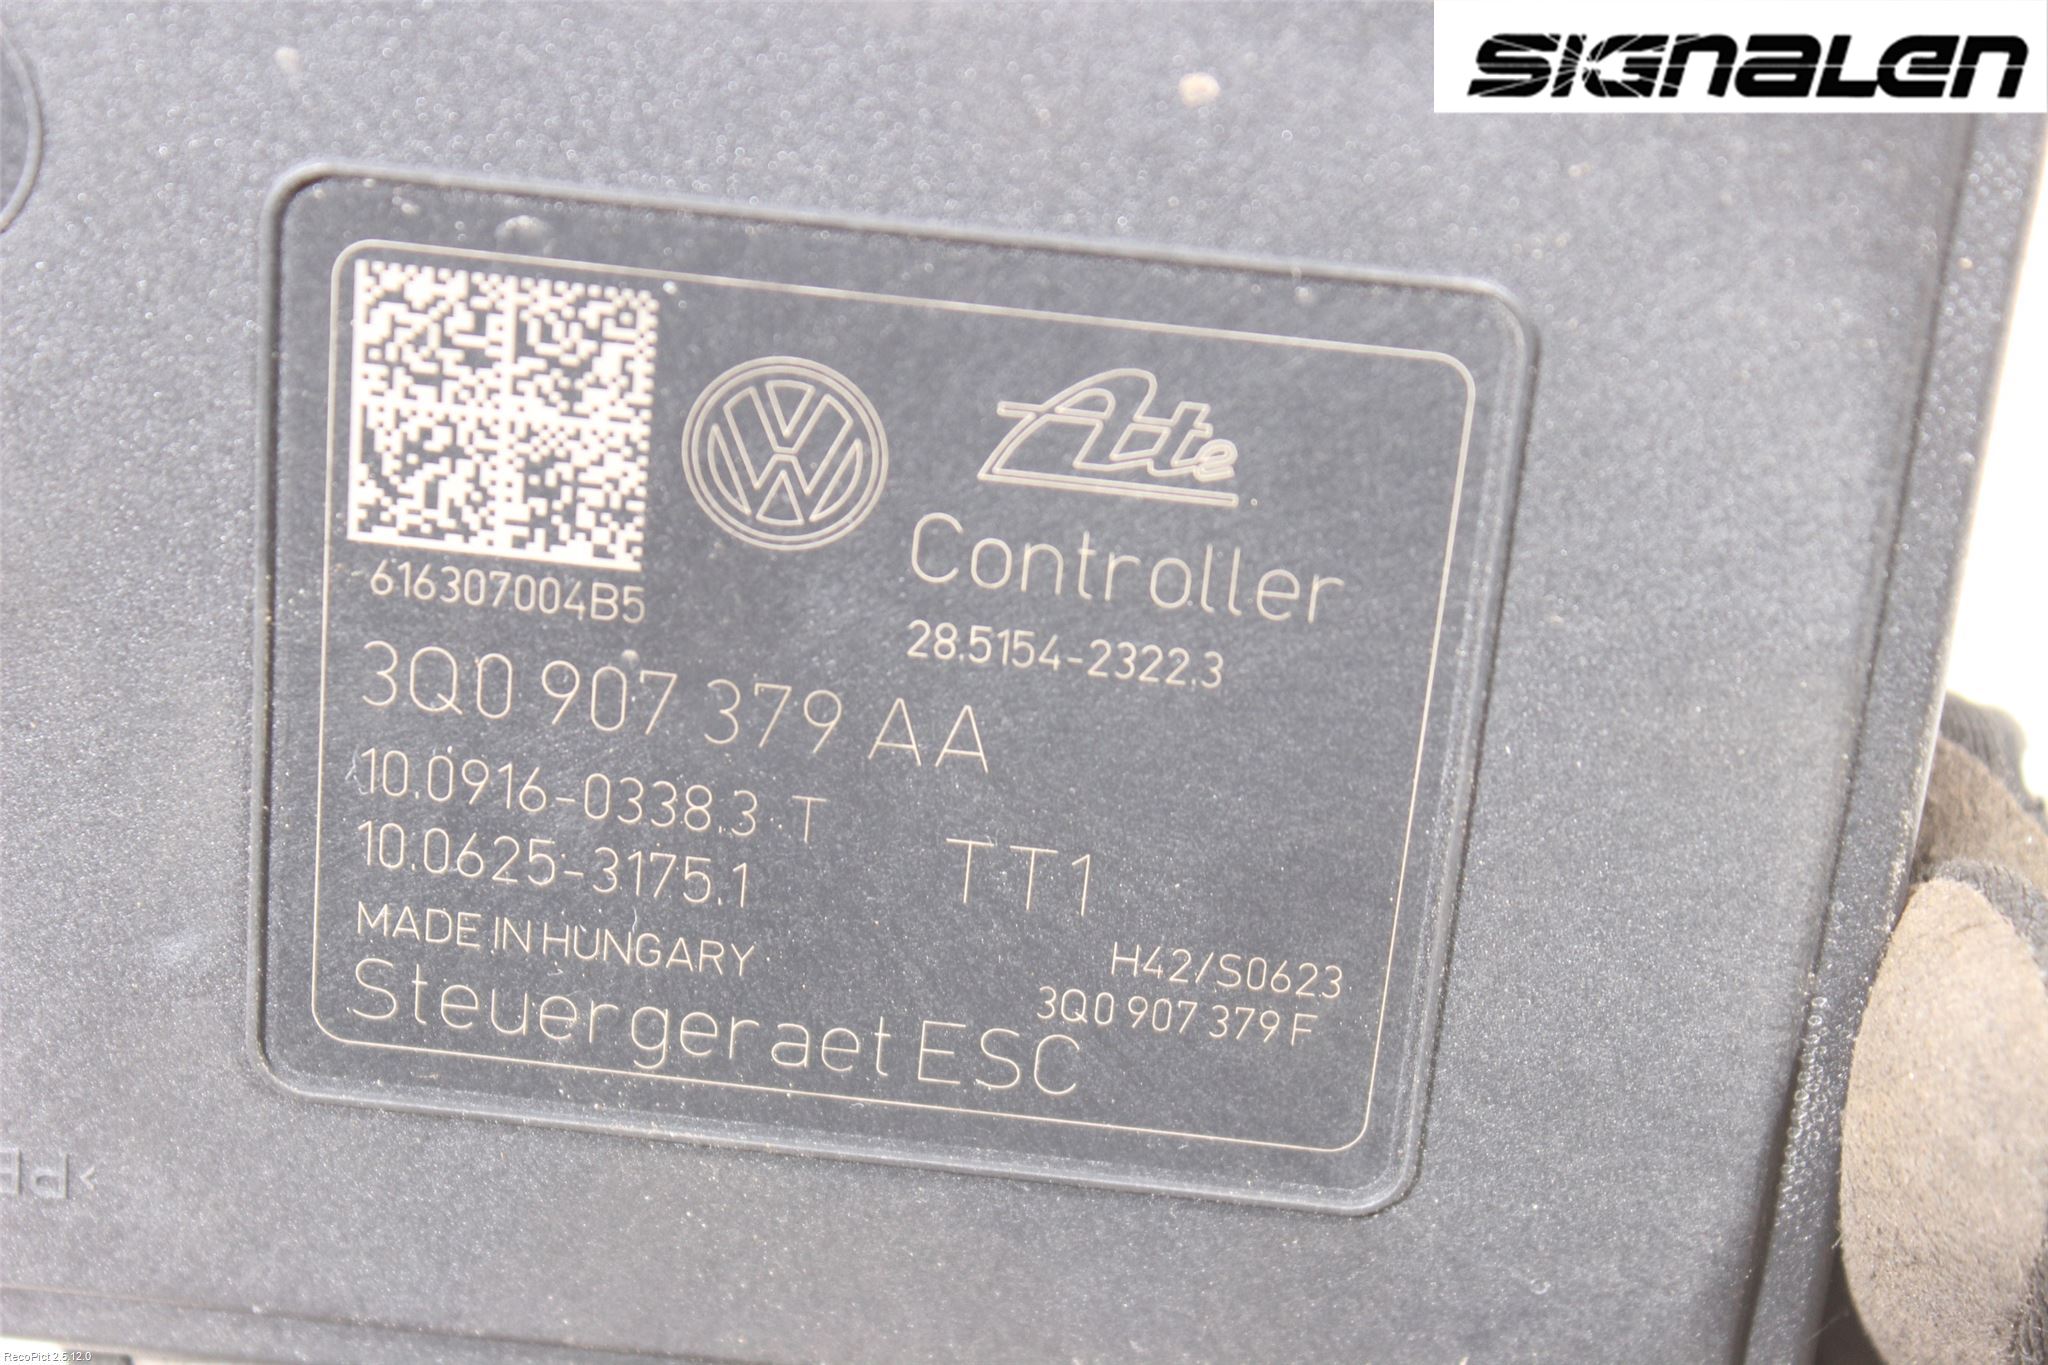 SIGNALEN
Ate
Controller
28.5154-2322.3
616307004B5
3Q0 907 379 AA
10.0916-0338.3 T
10.0625-3175.1
TT1
MADE IN HUNGARY
H42/S0623
3Q0 907 379 F
Steuergeraet ESC
RecoPict 2.5.12.0